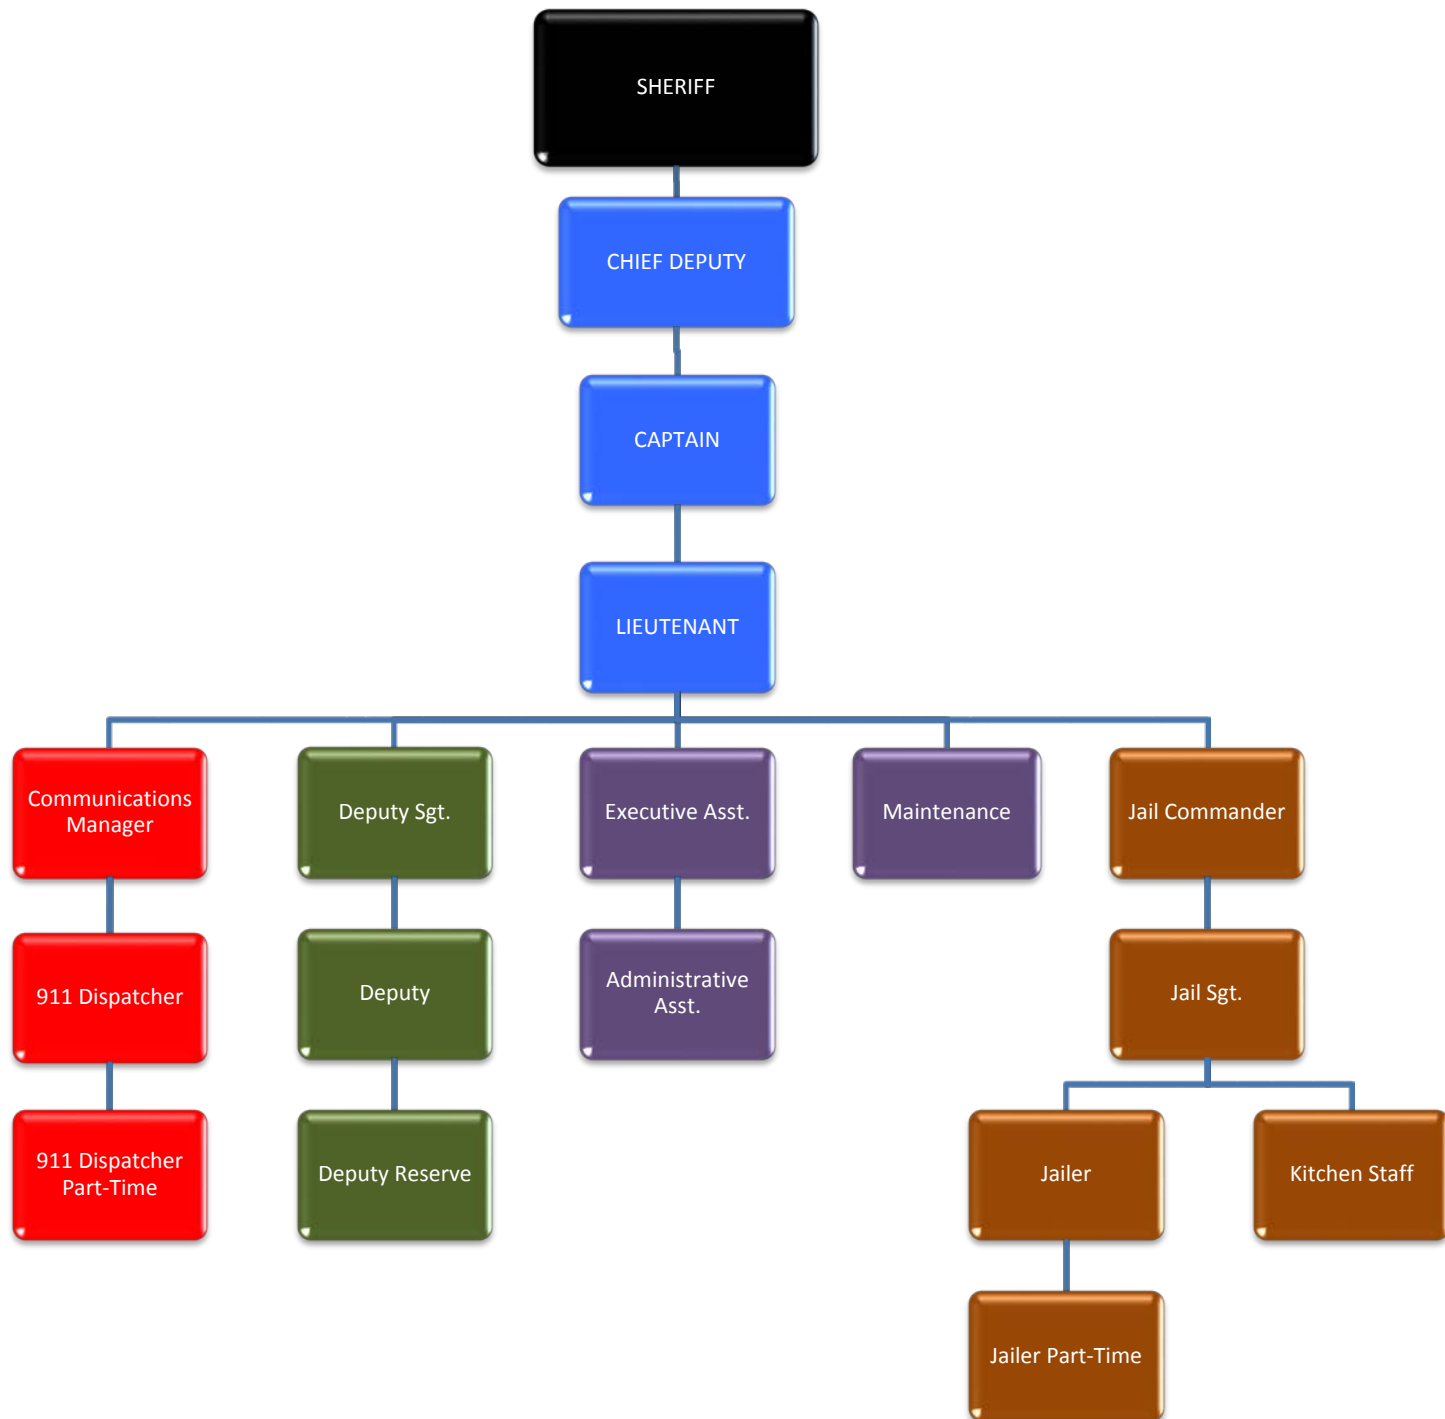 SHERIFF
CHIEF DEPUTY
CAPTAIN
LIEUTENANT
Communications
Manager
Deputy Sgt.
Executive Asst.
Maintenance
Jail Commander
911 Dispatcher
Deputy
Administrative
Asst.
Jail Sgt.
911 Dispatcher
Part-Time
Deputy Reserve
Jailer
Kitchen Staff
Jailer Part-Time